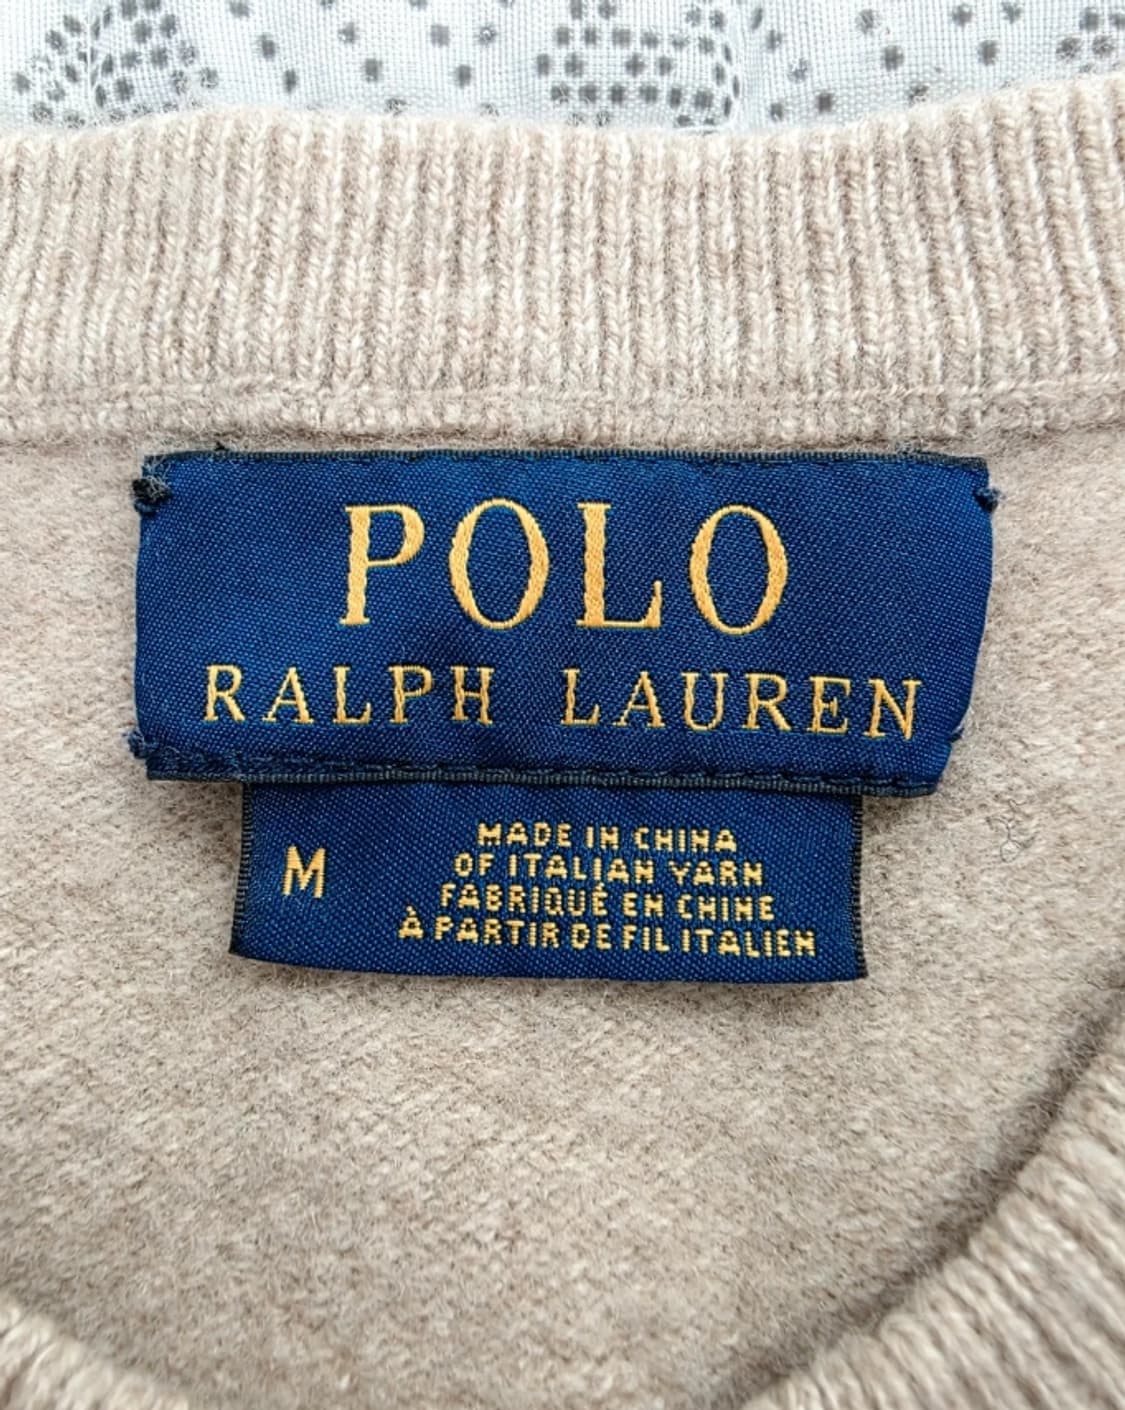 POLO
RALPH LAUREN
M
MADE IN CHINA
OF ITALIAN YARN
FABRIQUÉ EN CHINE
À PARTIR DE FIL ITALIEN